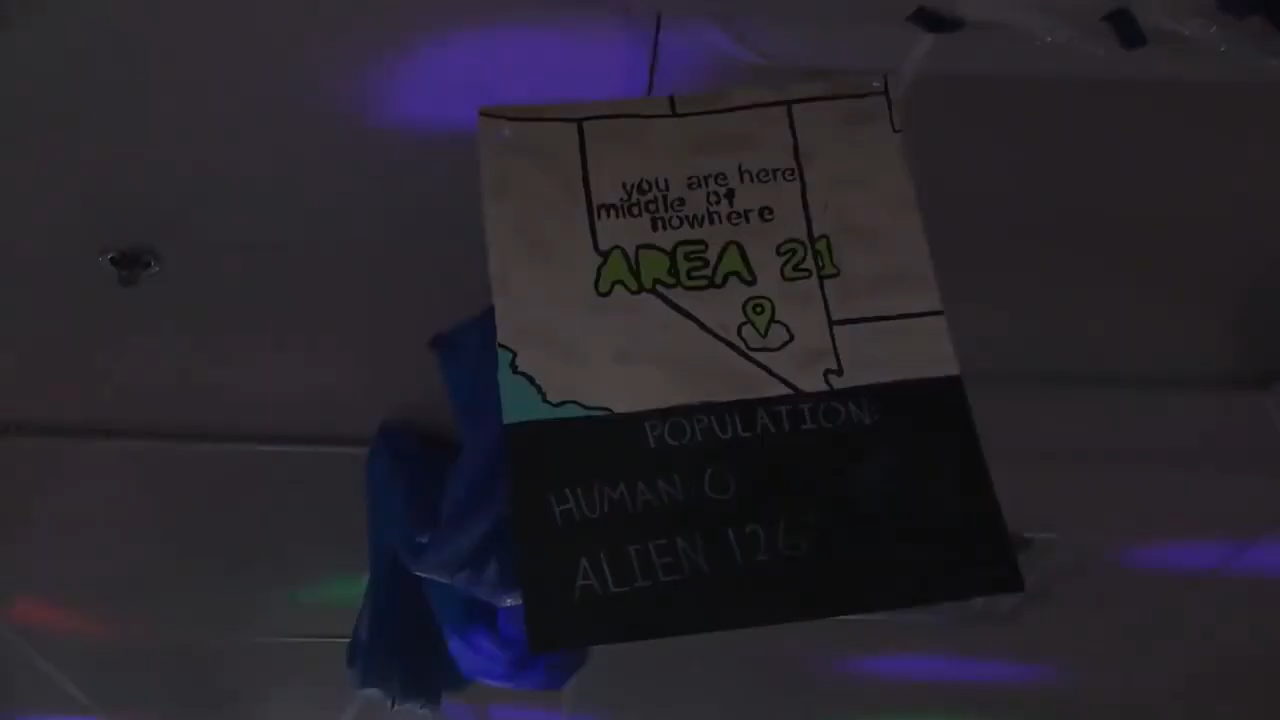 you are here
middle of
nowhere
AREA 21
POPULATION:
HUMAN 0
ALIEN 126